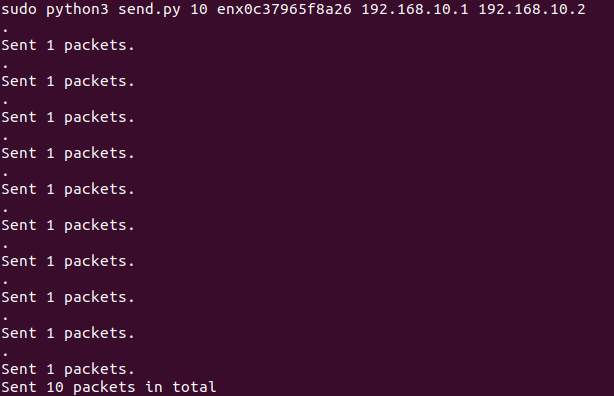 sudo python3 send.py 10 enx0c37965f8a26 192.168.10.1 192.168.10.2
.
Sent 1 packets.
.
Sent 1 packets.
.
Sent 1 packets.
.
Sent 1 packets.
.
Sent 1 packets.
.
Sent 1 packets.
.
Sent 1 packets.
.
Sent 1 packets.
.
Sent 1 packets.
.
Sent 1 packets.
Sent 10 packets in total